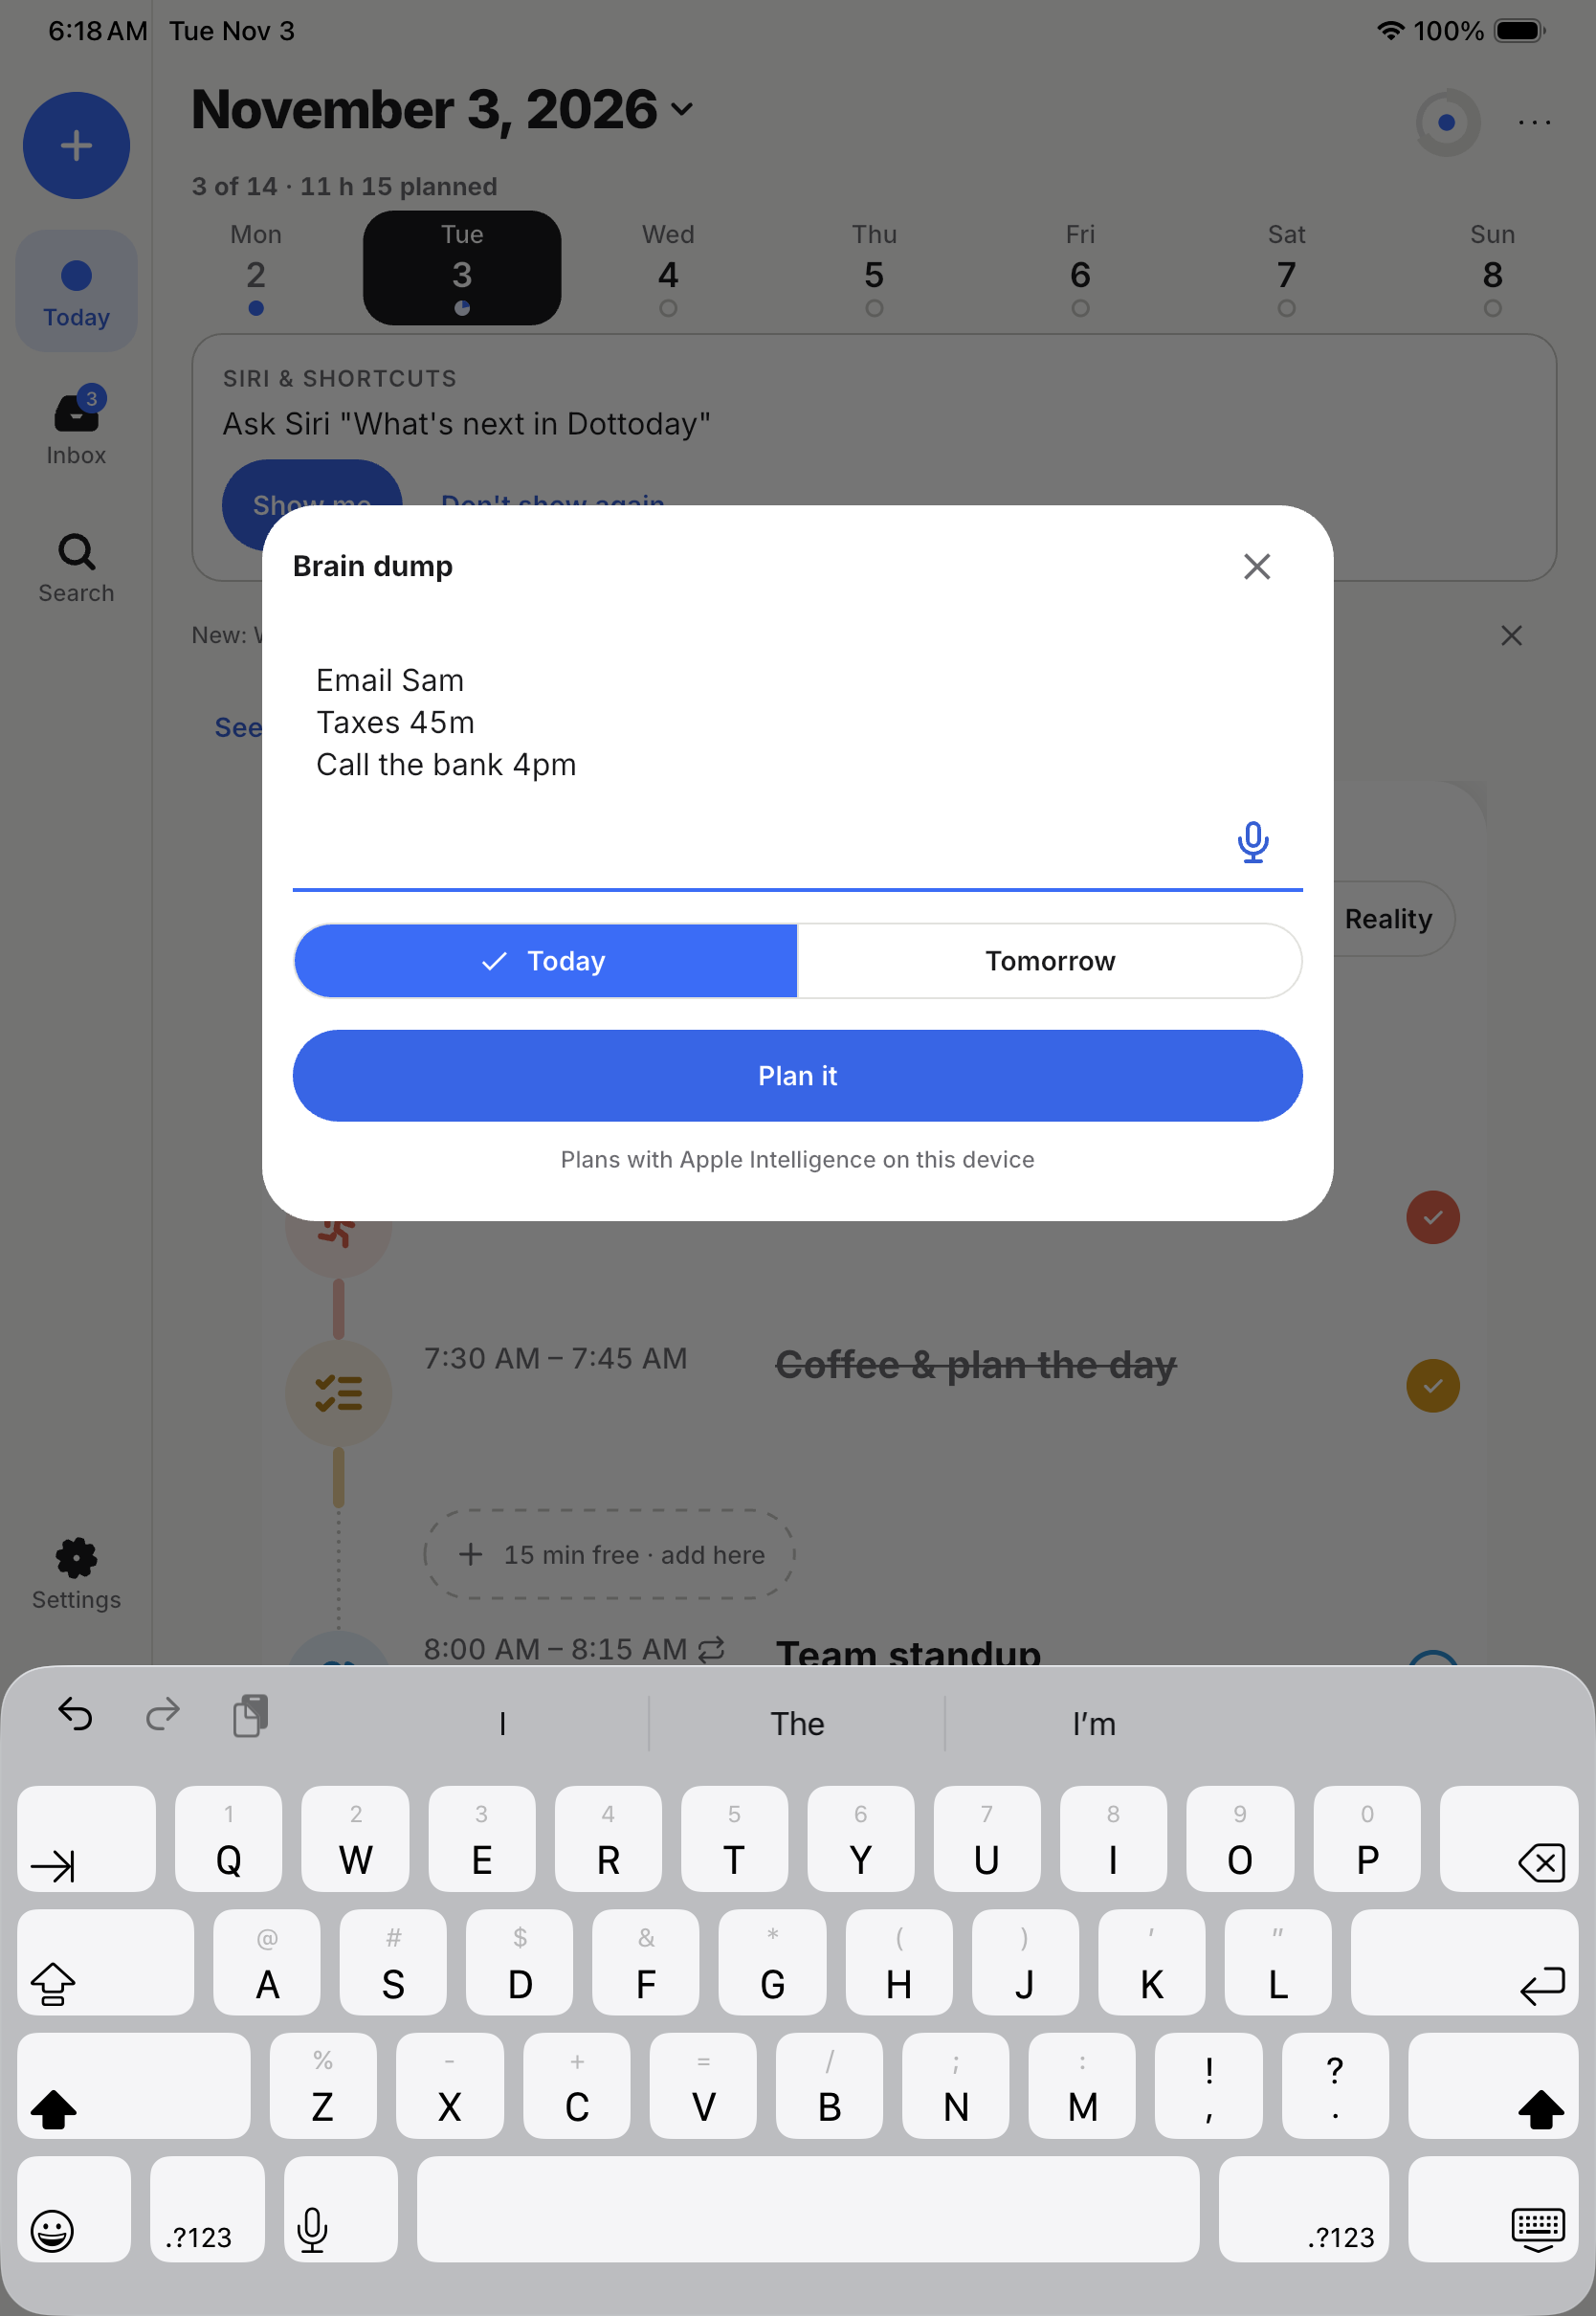 6:18 AM Tue Nov 3
100%
November 3, 2026
3 of 14 · 11 h 15 planned
Mon Tue Wed Thu Fri Sat Sun
2 3 4 5 6 7 8
Today
3
Inbox
Search
Settings
SIRI & SHORTCUTS
Ask Siri "What's next in Dottoday"
Show me Don't show again
New:
See
Brain dump
Email Sam
Taxes 45m
Call the bank 4pm
Today Tomorrow
Reality
Plan it
Plans with Apple Intelligence on this device
7:30 AM – 7:45 AM Coffee & plan the day
15 min free · add here
8:00 AM – 8:15 AM Team standup
I The I’m
1 2 3 4 5 6 7 8 9 0
Q W E R T Y U I O P
@ # $ & * ( ) ' "
A S D F G H J K L
% - + = / ; : ! ?
Z X C V B N M , .
.?123 .?123